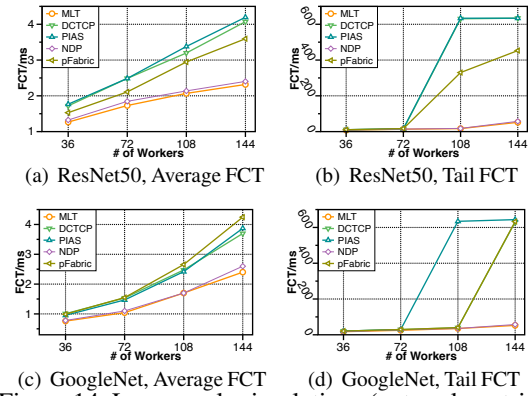 MLT
DCTCP
PIAS
NDP
pFabric
FCT/ms
4
3
2
1
36 72 108 144
# of Workers
(a) ResNet50, Average FCT
MLT
DCTCP
PIAS
NDP
pFabric
FCT/ms
600
400
200
0
36 72 108 144
# of Workers
(b) ResNet50, Tail FCT
MLT
DCTCP
PIAS
NDP
pFabric
FCT/ms
4
3
2
1
36 72 108 144
# of Workers
(c) GoogleNet, Average FCT
MLT
DCTCP
PIAS
NDP
pFabric
FCT/ms
600
400
200
0
36 72 108 144
# of Workers
(d) GoogleNet, Tail FCT